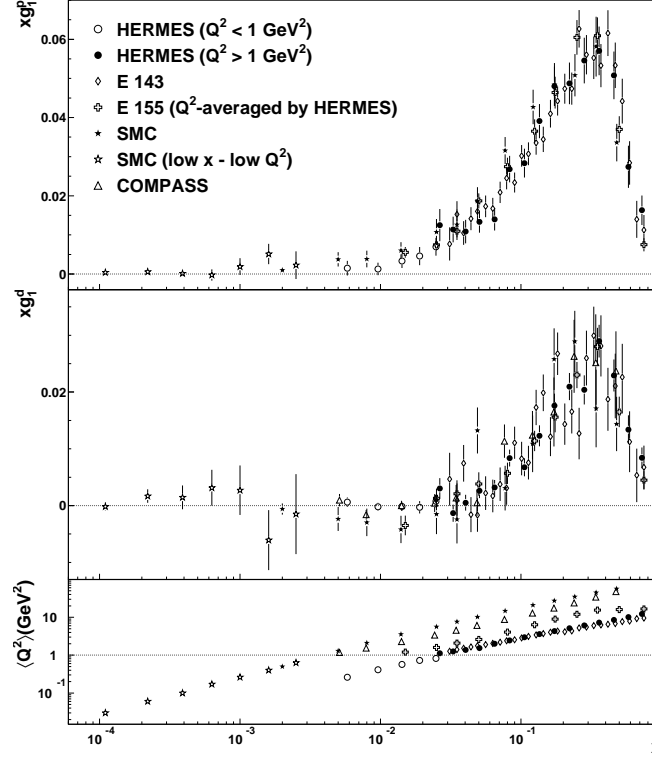 xg₁ᵖ
HERMES (Q² < 1 GeV²)
HERMES (Q² > 1 GeV²)
E 143
E 155 (Q²-averaged by HERMES)
SMC
SMC (low x - low Q²)
COMPASS
0.06
0.04
0.02
0
xg₁ᵈ
0.02
0
⟨Q²⟩(GeV²)
10
1
10⁻¹
10⁻⁴ 10⁻³ 10⁻² 10⁻¹